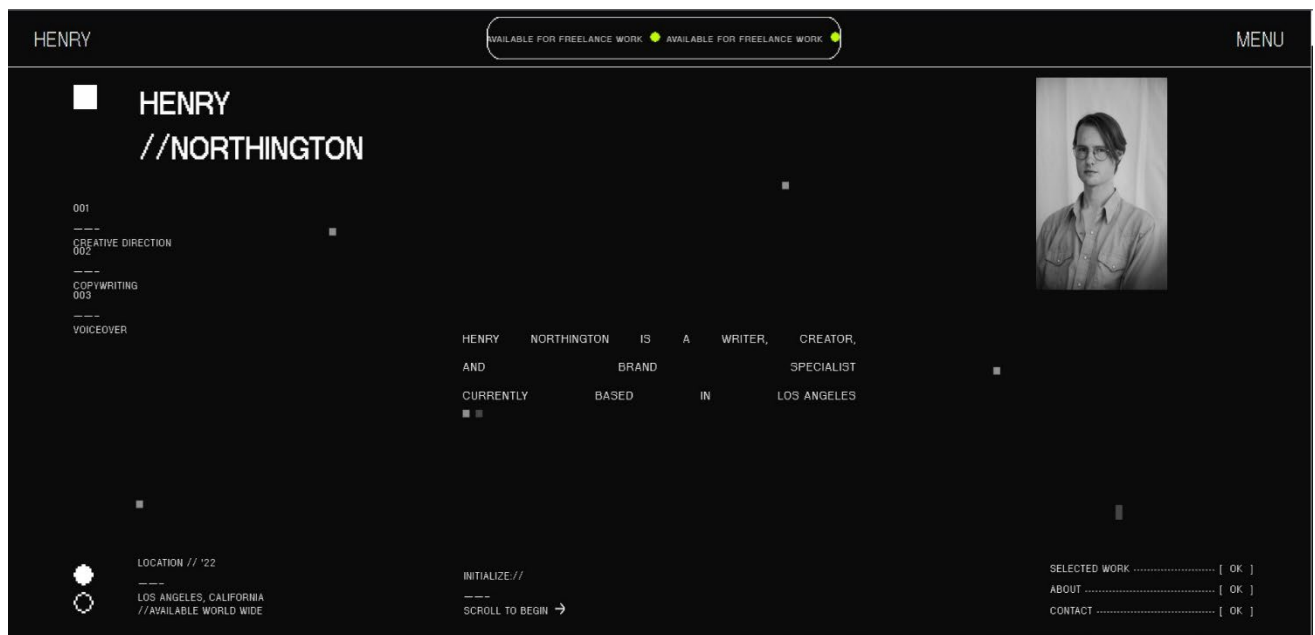 HENRY
AVAILABLE FOR FREELANCE WORK AVAILABLE FOR FREELANCE WORK
MENU
HENRY
//NORTHINGTON
001
———
CREATIVE DIRECTION
002
———
COPYWRITING
003
———
VOICEOVER
HENRY NORTHINGTON IS A WRITER, CREATOR,
AND BRAND SPECIALIST
CURRENTLY BASED IN LOS ANGELES
LOCATION // '22
———
LOS ANGELES, CALIFORNIA
//AVAILABLE WORLD WIDE
INITIALIZE://
———
SCROLL TO BEGIN →
SELECTED WORK ------------------------ [ OK ]
ABOUT -------------------------------------- [ OK ]
CONTACT ----------------------------------- [ OK ]